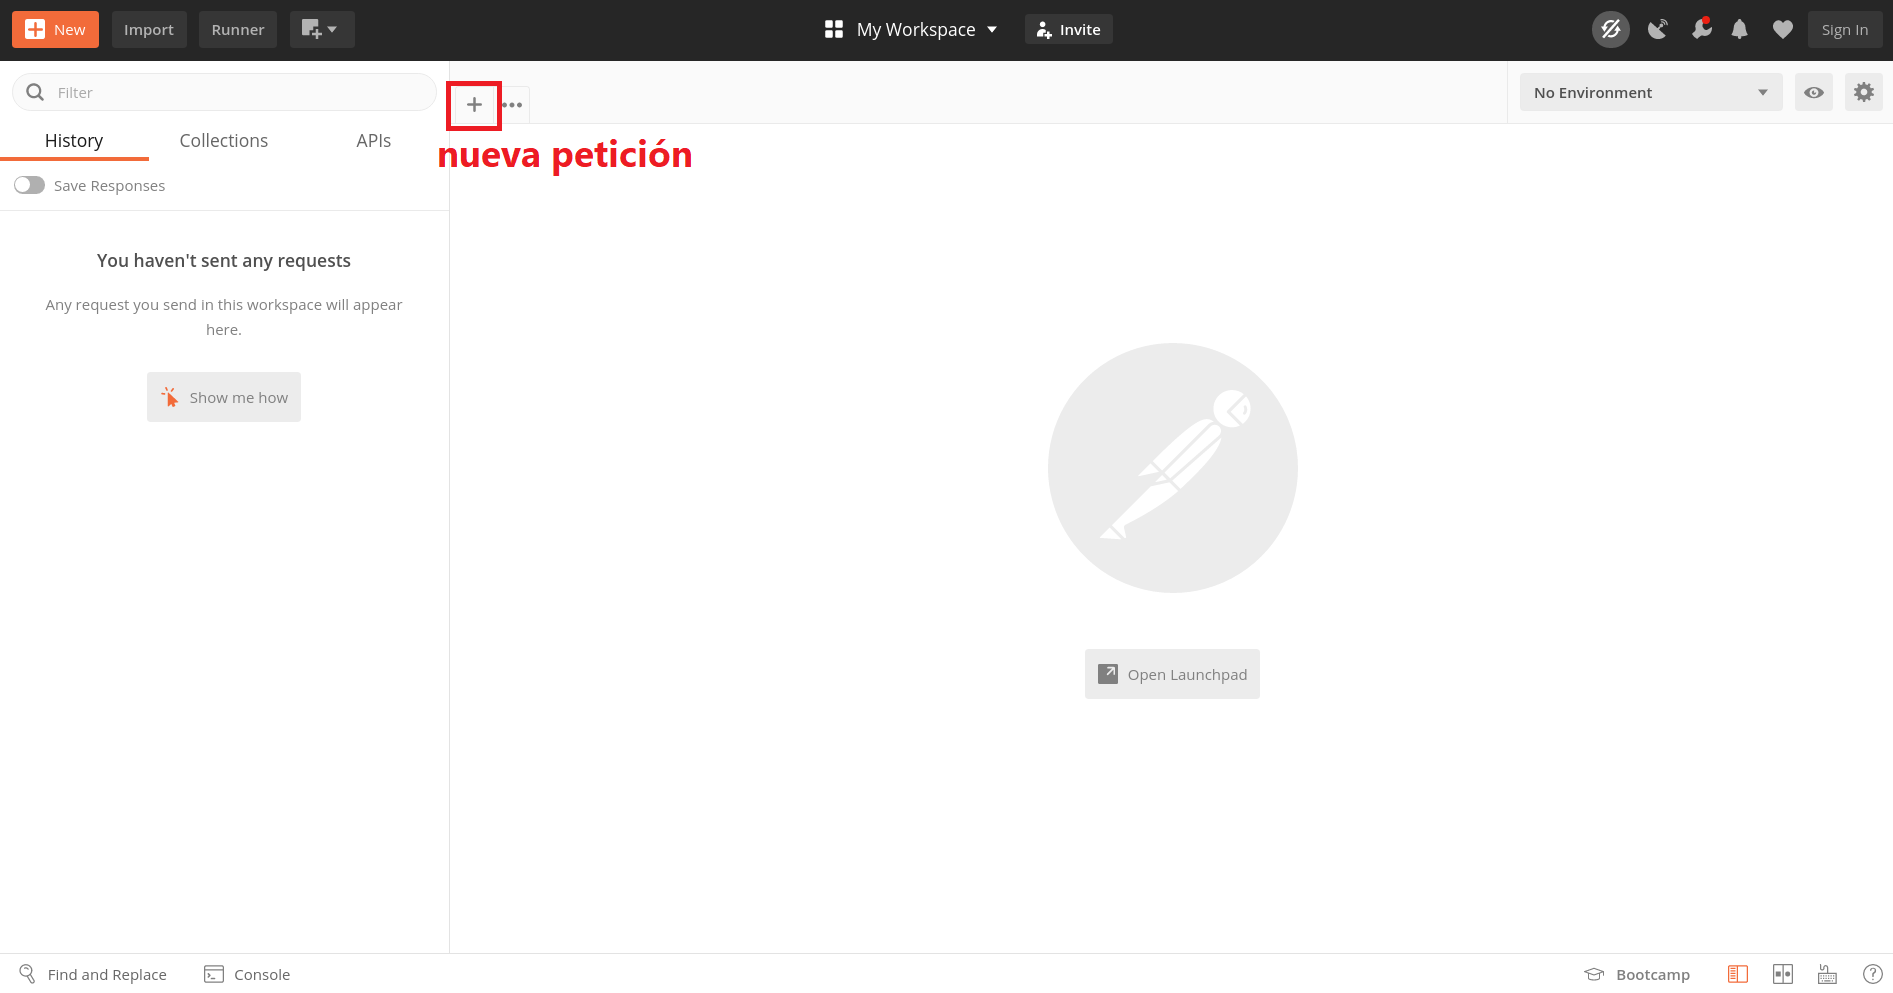 New Import Runner My Workspace Invite Sign In
Filter
No Environment
History Collections APIs
nueva petición
Save Responses
You haven't sent any requests
Any request you send in this workspace will appear
here.
Show me how
Open Launchpad
Find and Replace Console Bootcamp